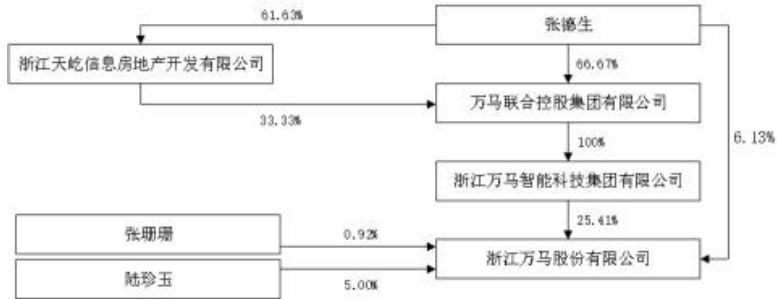 61.63%
张德生
浙江天屹信息房地产开发有限公司
66.67%
万马联合控股集团有限公司
33.33%
6.13%
100%
浙江万马智能科技集团有限公司
25.41%
张珊珊
0.92%
浙江万马股份有限公司
陆珍玉
5.00%